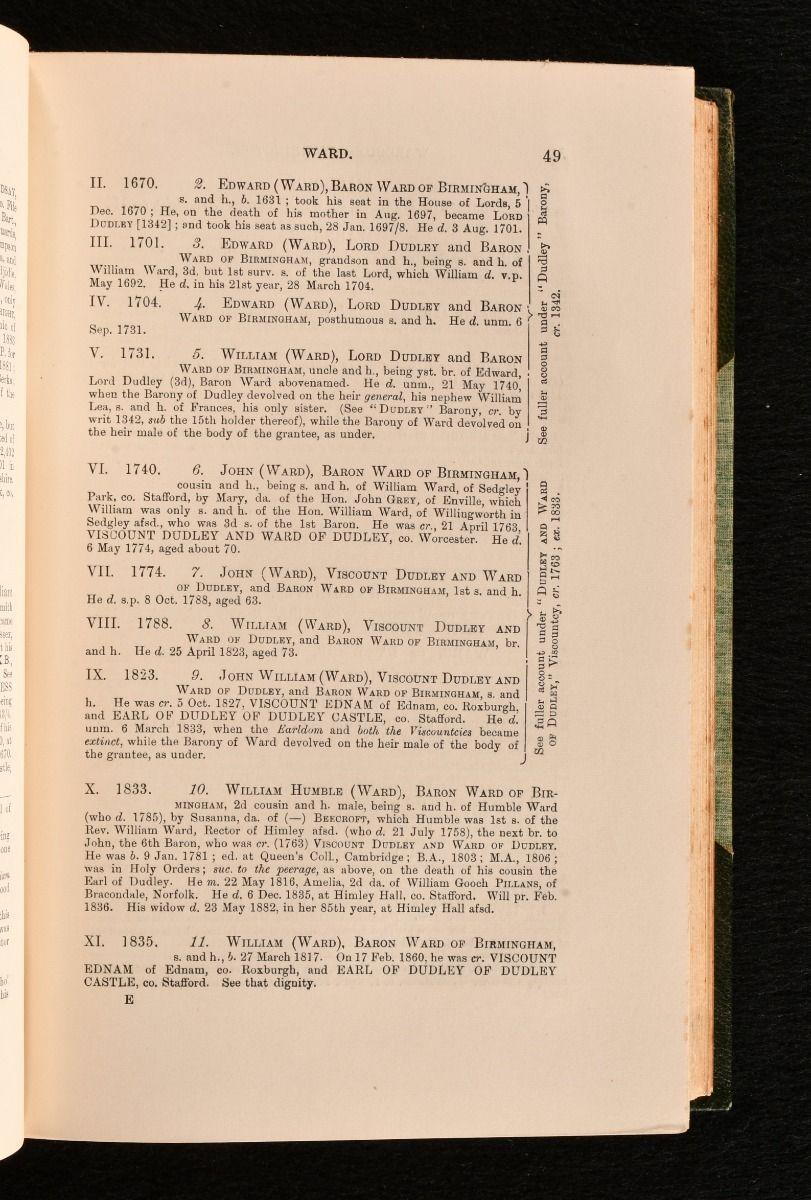 WARD. 49
II. 1670. 2. EDWARD (WARD), BARON WARD OF BIRMINGHAM,
s. and h., b. 1631 ; took his seat in the House of Lords, 5
Dec. 1670 ; He, on the death of his mother in Aug. 1697, became LORD
DUDLEY [1342] ; and took his seat as such, 28 Jan. 1697/8. He d. 3 Aug. 1701.
III. 1701. 3. EDWARD (WARD), LORD DUDLEY and BARON
WARD OF BIRMINGHAM, grandson and h., being s. and h. of
William Ward, 3d, but 1st surv. s. of the last Lord, which William d. v.p.
May 1692. He d. in his 21st year, 28 March 1704.
IV. 1704. 4. EDWARD (WARD), LORD DUDLEY and BARON
WARD OF BIRMINGHAM, posthumous s. and h. He d. unm. 6
Sep. 1731.
V. 1731. 5. WILLIAM (WARD), LORD DUDLEY and BARON
WARD OF BIRMINGHAM, uncle and h., being yst. br. of Edward,
Lord Dudley (3d), Baron Ward abovenamed. He d. unm., 21 May 1740,
when the Barony of Dudley devolved on the heir general, his nephew William
Lea, s. and h. of Frances, his only sister. (See "DUDLEY" Barony, cr. by
writ 1342, sub the 15th holder thereof), while the Barony of Ward devolved on
the heir male of the body of the grantee, as under.
See fuller account under "Dudley" Barony,
cr. 1342.
VI. 1740. 6. JOHN (WARD), BARON WARD OF BIRMINGHAM,
cousin and h., being s. and h. of William Ward, of Sedgley
Park, co. Stafford, by Mary, da. of the Hon. John GREY, of Enville, which
William was only s. and h. of the Hon. William Ward, of Willingworth in
Sedgley afsd., who was 3d s. of the 1st Baron. He was cr., 21 April 1763,
VISCOUNT DUDLEY AND WARD OF DUDLEY, co. Worcester. He d.
6 May 1774, aged about 70.
VII. 1774. 7. JOHN (WARD), VISCOUNT DUDLEY AND WARD
OF DUDLEY, and BARON WARD OF BIRMINGHAM, 1st s. and h.
He d. s.p. 8 Oct. 1788, aged 63.
VIII. 1788. 8. WILLIAM (WARD), VISCOUNT DUDLEY AND
WARD OF DUDLEY, and BARON WARD OF BIRMINGHAM, br.
and h. He d. 25 April 1823, aged 73.
IX. 1823. 9. JOHN WILLIAM (WARD), VISCOUNT DUDLEY AND
WARD OF DUDLEY, and BARON WARD OF BIRMINGHAM, s. and
h. He was cr. 5 Oct. 1827, VISCOUNT EDNAM of Ednam, co. Roxburgh,
and EARL OF DUDLEY OF DUDLEY CASTLE, co. Stafford. He d.
unm. 6 March 1833, when the Earldom and both the Viscountcies became
extinct, while the Barony of Ward devolved on the heir male of the body of
the grantee, as under.
See fuller account under "DUDLEY AND WARD
OF DUDLEY," Viscountcy, cr. 1763 ; ex. 1833.
X. 1833. 10. WILLIAM HUMBLE (WARD), BARON WARD OF BIR-
MINGHAM, 2d cousin and h. male, being s. and h. of Humble Ward
(who d. 1785), by Susanna, da. of (—) BEECROFT, which Humble was 1st s. of the
Rev. William Ward, Rector of Himley afsd. (who d. 21 July 1758), the next br. to
John, the 6th Baron, who was cr. (1763) VISCOUNT DUDLEY AND WARD OF DUDLEY.
He was b. 9 Jan. 1781 ; ed. at Queen's Coll., Cambridge ; B.A., 1803 ; M.A., 1806 ;
was in Holy Orders ; suc. to the peerage, as above, on the death of his cousin the
Earl of Dudley. He m. 22 May 1816, Amelia, 2d da. of William Gooch PILLANS, of
Bracondale, Norfolk. He d. 6 Dec. 1835, at Himley Hall, co. Stafford. Will pr. Feb.
1836. His widow d. 23 May 1882, in her 85th year, at Himley Hall afsd.
XI. 1835. 11. WILLIAM (WARD), BARON WARD OF BIRMINGHAM,
s. and h., b. 27 March 1817. On 17 Feb. 1860, he was cr. VISCOUNT
EDNAM of Ednam, co. Roxburgh, and EARL OF DUDLEY OF DUDLEY
CASTLE, co. Stafford. See that dignity.
E